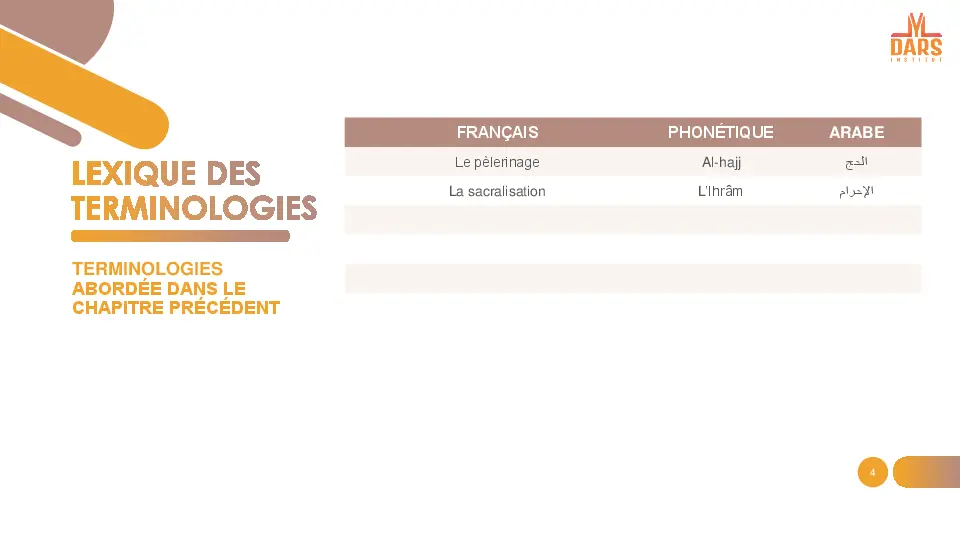 DARS
INSTITUT
LEXIQUE DES
TERMINOLOGIES
TERMINOLOGIES
ABORDÉE DANS LE
CHAPITRE PRÉCÉDENT
FRANÇAIS PHONÉTIQUE ARABE
Le pèlerinage Al-hajj الحج
La sacralisation L'Ihrâm الإحرام
4